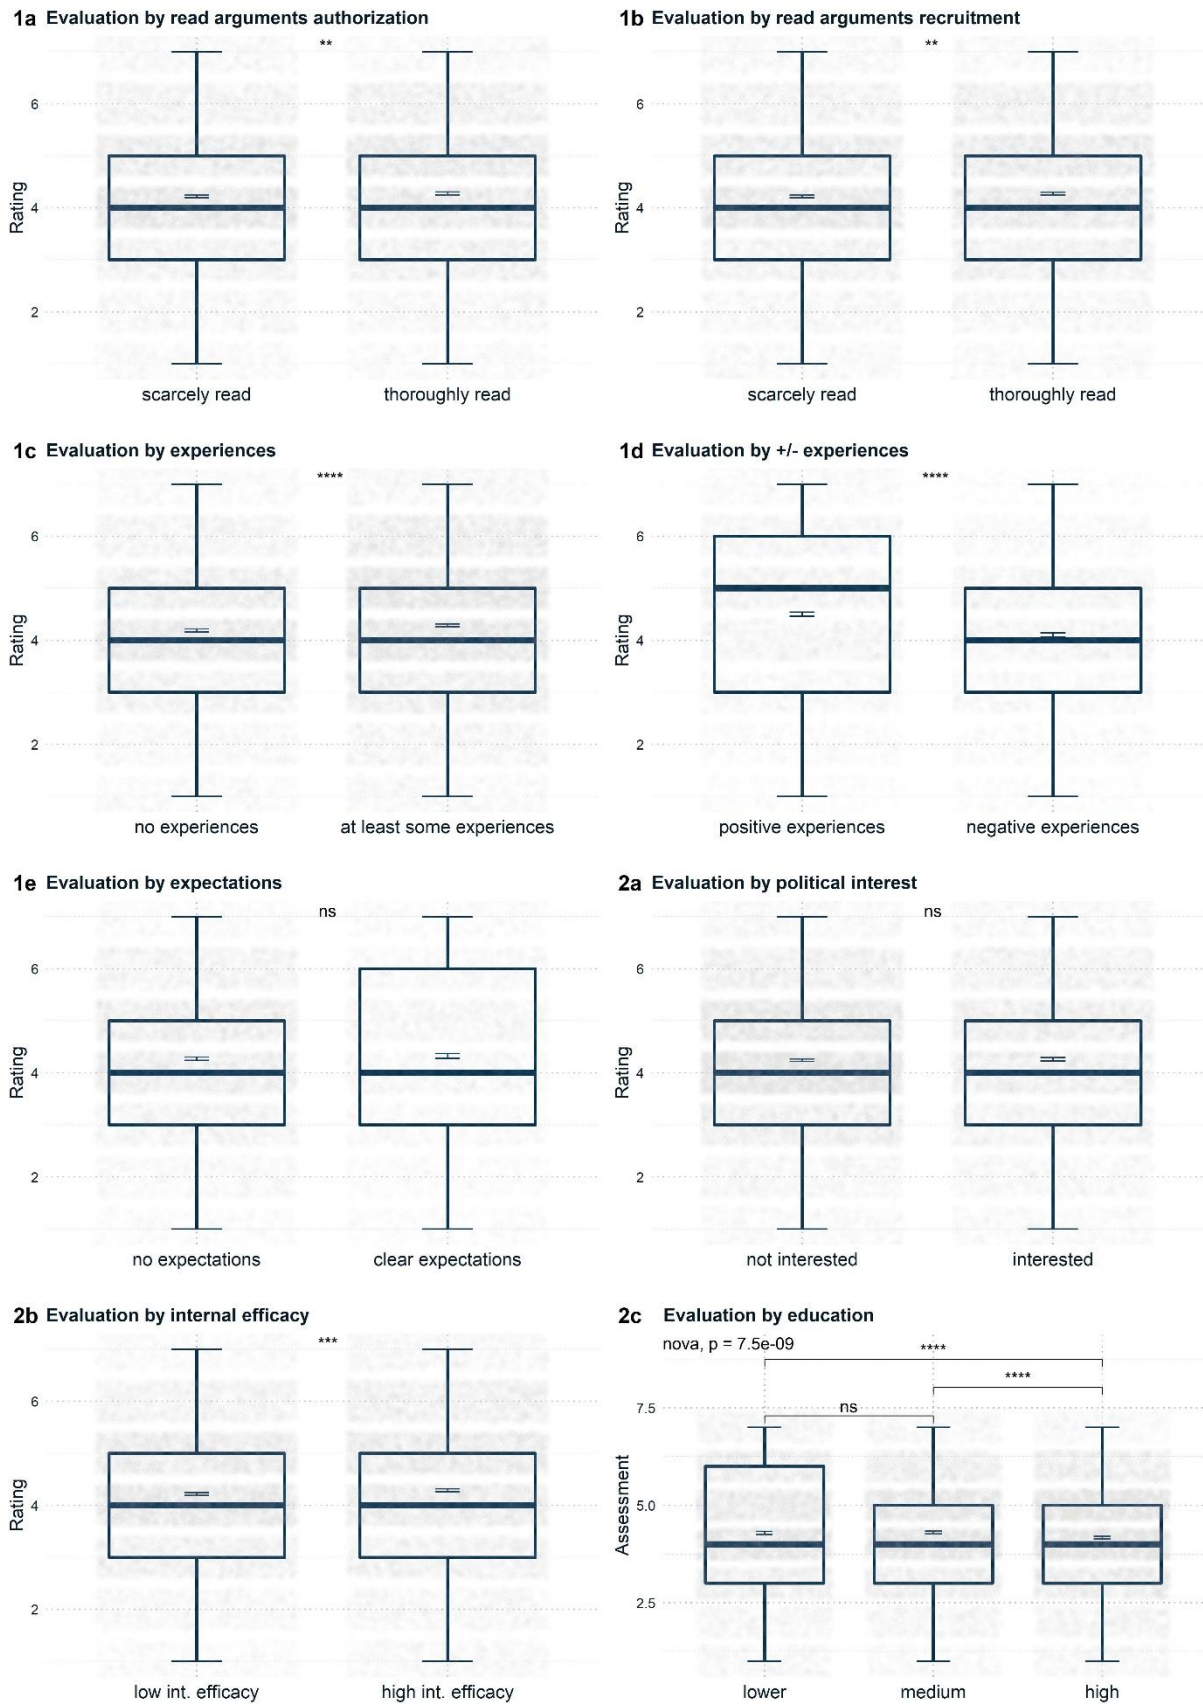 1a Evaluation by read arguments authorization
**
6
4
2
Rating
scarcely read
thoroughly read
1b Evaluation by read arguments recruitment
**
6
4
2
Rating
scarcely read
thoroughly read
1c Evaluation by experiences
****
6
4
2
Rating
no experiences
at least some experiences
1d Evaluation by +/- experiences
****
6
4
2
Rating
positive experiences
negative experiences
1e Evaluation by expectations
ns
6
4
2
Rating
no expectations
clear expectations
2a Evaluation by political interest
ns
6
4
2
Rating
not interested
interested
2b Evaluation by internal efficacy
***
6
4
2
Rating
low int. efficacy
high int. efficacy
2c Evaluation by education
nova, p = 7.5e-09
****
****
ns
7.5
5.0
2.5
Assessment
lower
medium
high